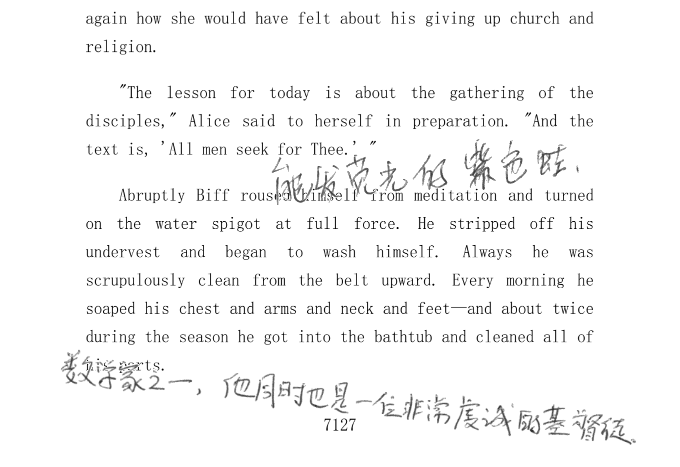 again how she would have felt about his giving up church and
religion.
"The lesson for today is about the gathering of the
disciples," Alice said to herself in preparation. "And the
text is, 'All men seek for Thee.' "
能发荧光的紫色蛙.
Abruptly Biff roused himself from meditation and turned
on the water spigot at full force. He stripped off his
undervest and began to wash himself. Always he was
scrupulously clean from the belt upward. Every morning he
soaped his chest and arms and neck and feet—and about twice
during the season he got into the bathtub and cleaned all of
his parts.
数学家之一，他同时也是一位非常虔诚的基督徒。
7127